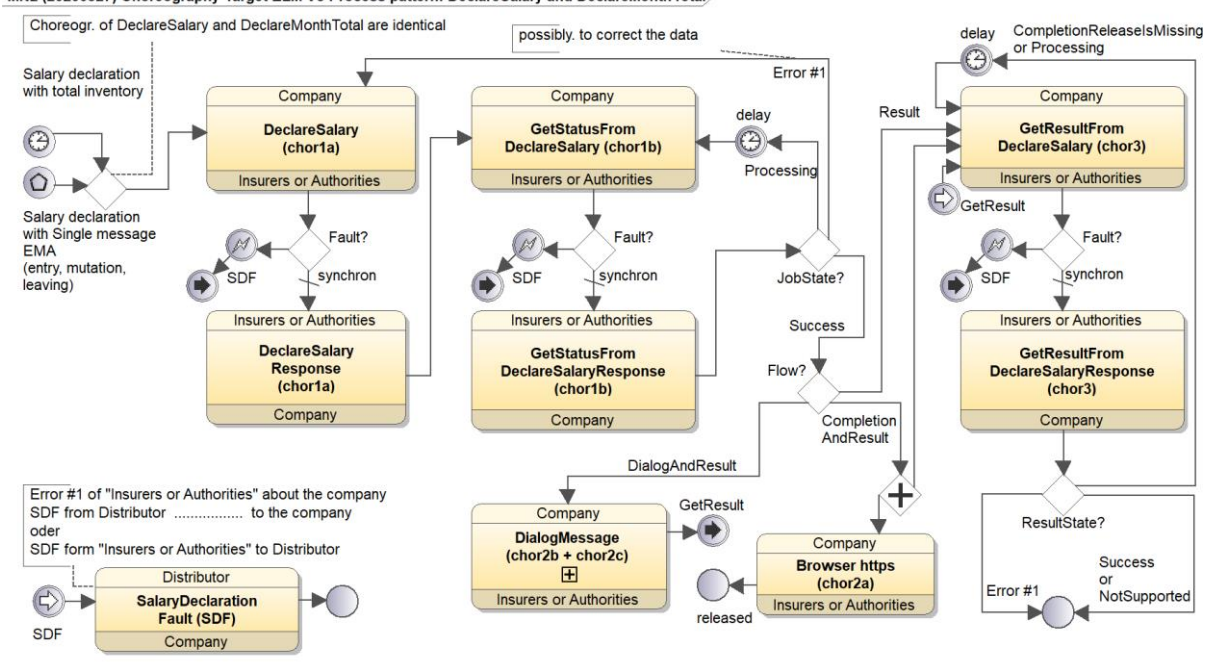 Choreogr. of DeclareSalary and DeclareMonthTotal are identical
possibly. to correct the data
delay
CompletionReleaseIsMissing
or Processing
Error #1
Salary declaration
with total inventory
Company
DeclareSalary
(chor1a)
Insurers or Authorities
Company
GetStatusFrom
DeclareSalary (chor1b)
Insurers or Authorities
delay
Processing
Result
Company
GetResultFrom
DeclareSalary (chor3)
Insurers or Authorities
GetResult
Salary declaration
with Single message
EMA
(entry, mutation,
leaving)
Fault?
SDF
synchron
Fault?
SDF
synchron
JobState?
Fault?
SDF
synchron
Insurers or Authorities
DeclareSalary
Response
(chor1a)
Company
Insurers or Authorities
GetStatusFrom
DeclareSalaryResponse
(chor1b)
Company
Success
Flow?
Insurers or Authorities
GetResultFrom
DeclareSalaryResponse
(chor3)
Company
Completion
AndResult
DialogAndResult
Error #1 of "Insurers or Authorities" about the company
SDF from Distributor ................. to the company
oder
SDF form "Insurers or Authorities" to Distributor
Company
DialogMessage
(chor2b + chor2c)
Insurers or Authorities
GetResult
Company
Browser https
(chor2a)
Insurers or Authorities
released
ResultState?
Error #1
Success
or
NotSupported
SDF
Distributor
SalaryDeclaration
Fault (SDF)
Company